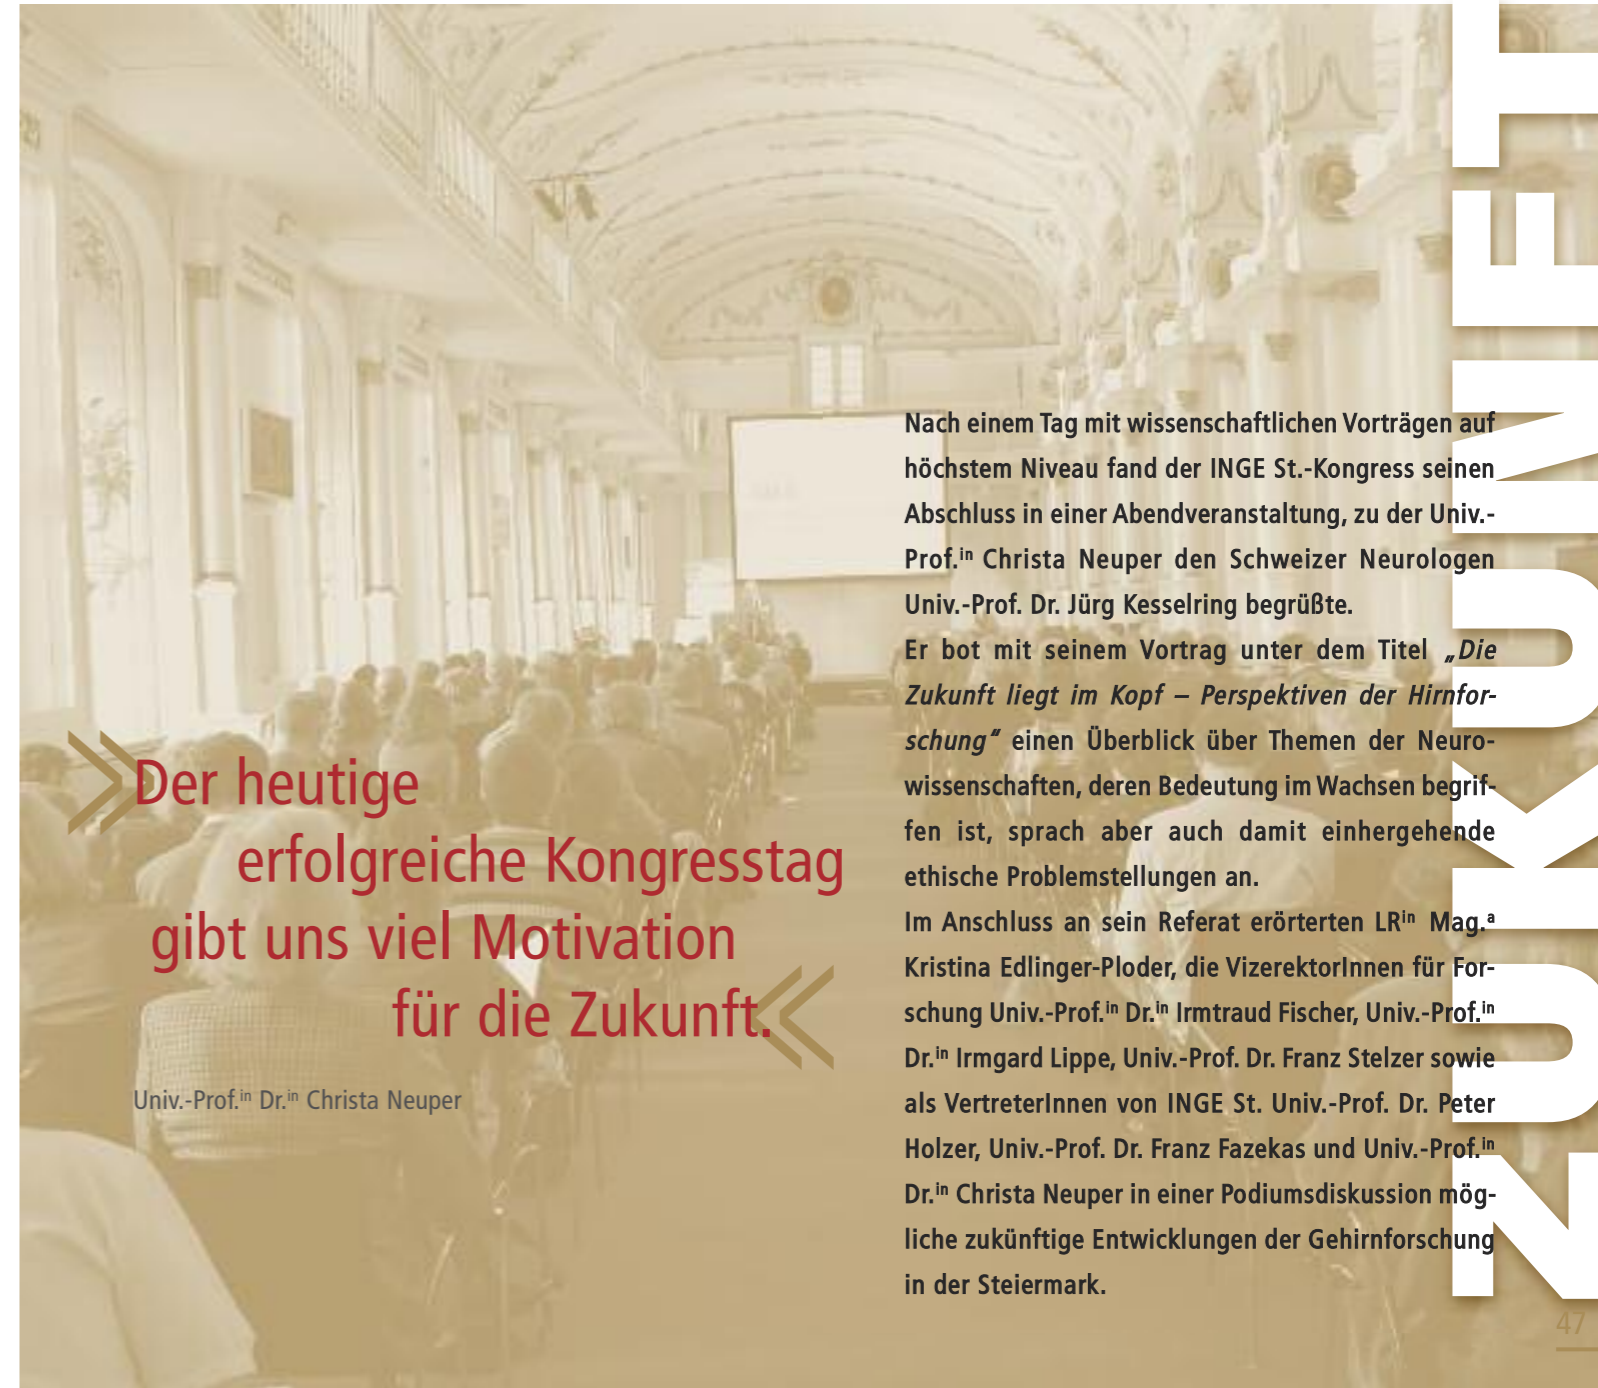 »Der heutige
erfolgreiche Kongresstag
gibt uns viel Motivation
für die Zukunft.«
Univ.-Prof.in Dr.in Christa Neuper
Nach einem Tag mit wissenschaftlichen Vorträgen auf
höchstem Niveau fand der INGE St.-Kongress seinen
Abschluss in einer Abendveranstaltung, zu der Univ.-
Prof.in Christa Neuper den Schweizer Neurologen
Univ.-Prof. Dr. Jürg Kesselring begrüßte.
Er bot mit seinem Vortrag unter dem Titel „Die
Zukunft liegt im Kopf – Perspektiven der Hirnfor-
schung“ einen Überblick über Themen der Neuro-
wissenschaften, deren Bedeutung im Wachsen begrif-
fen ist, sprach aber auch damit einhergehende
ethische Problemstellungen an.
Im Anschluss an sein Referat erörterten LRin Mag.a
Kristina Edlinger-Ploder, die VizerektorInnen für For-
schung Univ.-Prof.in Dr.in Irmtraud Fischer, Univ.-Prof.in
Dr.in Irmgard Lippe, Univ.-Prof. Dr. Franz Stelzer sowie
als VertreterInnen von INGE St. Univ.-Prof. Dr. Peter
Holzer, Univ.-Prof. Dr. Franz Fazekas und Univ.-Prof.in
Dr.in Christa Neuper in einer Podiumsdiskussion mög-
liche zukünftige Entwicklungen der Gehirnforschung
in der Steiermark.
ZUKUNFT
47